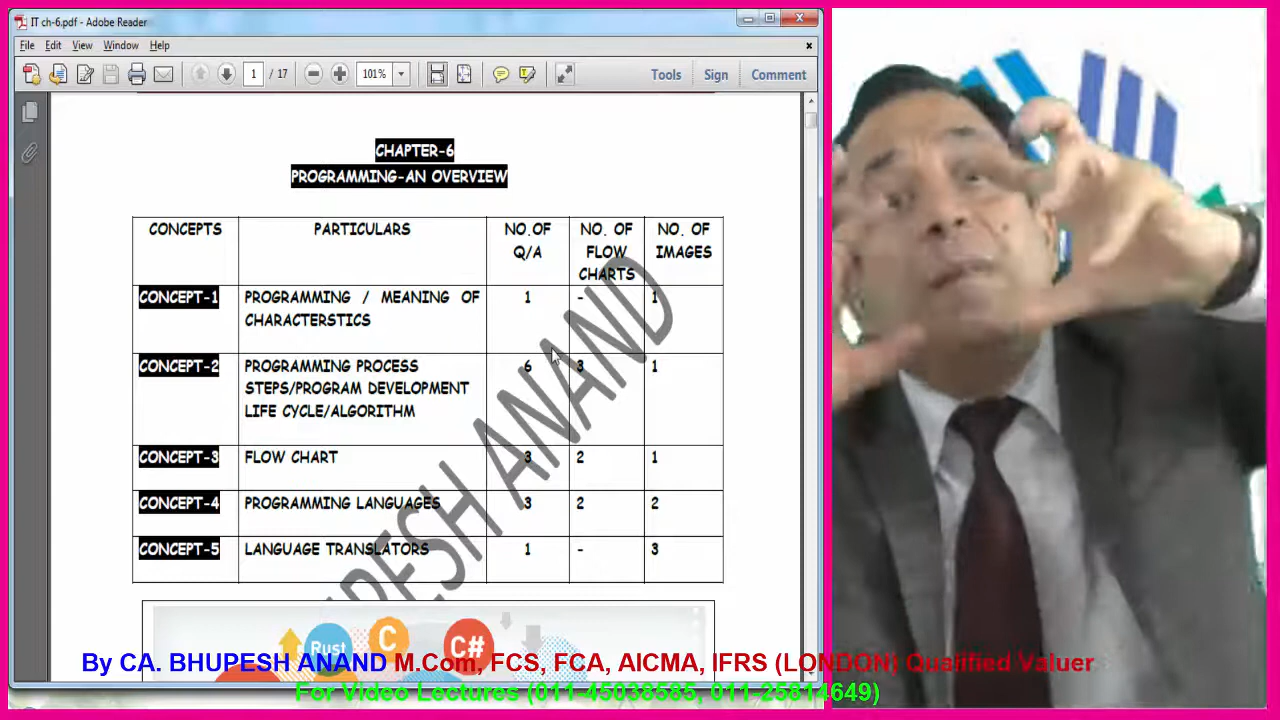 IT ch-6.pdf - Adobe Reader
File Edit View Window Help
1 / 17 101% Tools Sign Comment
CHAPTER-6
PROGRAMMING-AN OVERVIEW
CONCEPTS PARTICULARS NO.OF Q/A NO. OF FLOW CHARTS NO. OF IMAGES
CONCEPT-1 PROGRAMMING / MEANING OF CHARACTERSTICS 1 - 1
CONCEPT-2 PROGRAMMING PROCESS STEPS/PROGRAM DEVELOPMENT LIFE CYCLE/ALGORITHM 6 3 1
CONCEPT-3 FLOW CHART 3 2 1
CONCEPT-4 PROGRAMMING LANGUAGES 3 2 2
CONCEPT-5 LANGUAGE TRANSLATORS 1 - 3
PESH ANAND
Rust C C#
By CA. BHUPESH ANAND M.Com, FCS, FCA, AICMA, IFRS (LONDON) Qualified Valuer
For Video Lectures (011-45038585, 011-25814649)